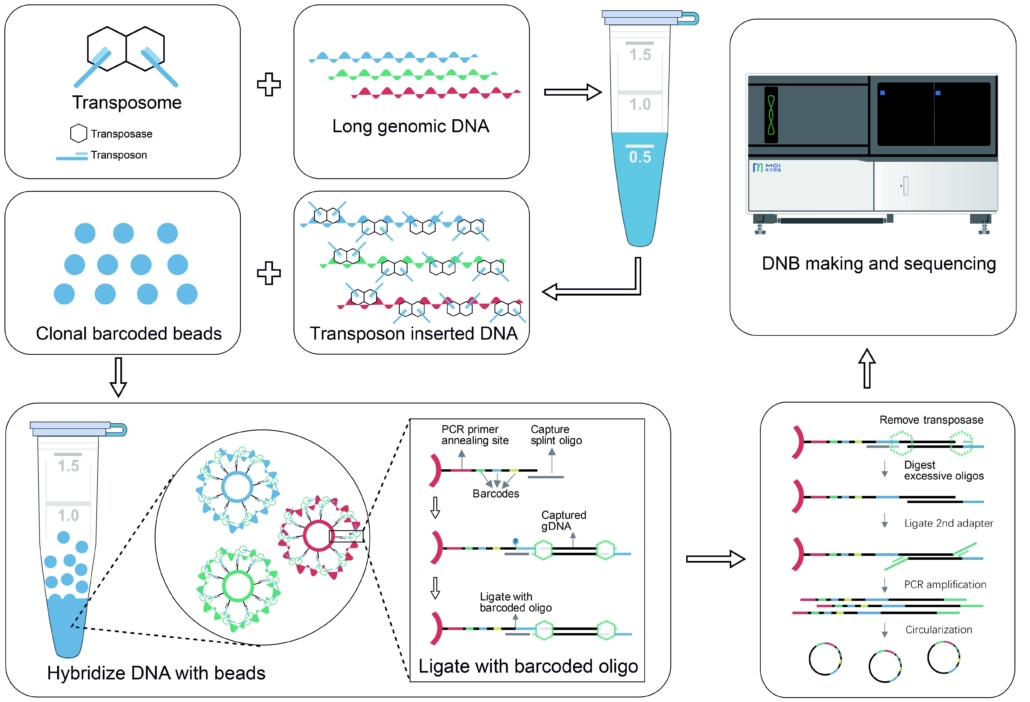 Transposome
Transposase
Transposon
Long genomic DNA
1.5
1.0
0.5
MGI
DNB making and sequencing
Clonal barcoded beads
Transposon inserted DNA
1.5
1.0
Hybridize DNA with beads
PCR primer
annealing site
Capture
splint oligo
Barcodes
Captured
gDNA
Ligate with
barcoded oligo
Ligate with barcoded oligo
Remove transposase
Digest
excessive oligos
Ligate 2nd adapter
PCR amplification
Circularization